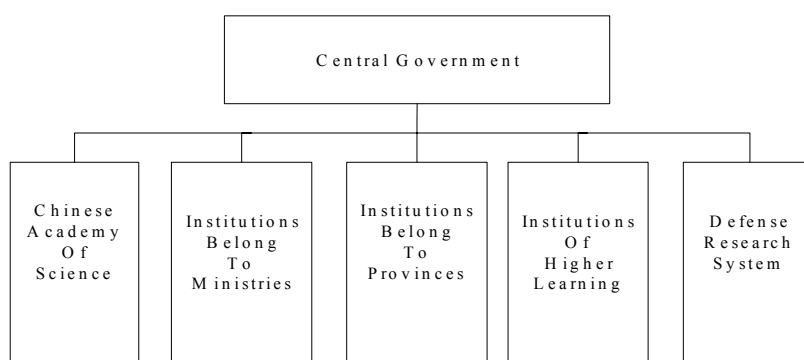 Central Government
Chinese
Academy
Of
Science
Institutions
Belong
To
Ministries
Institutions
Belong
To
Provinces
Institutions
Of
Higher
Learning
Defense
Research
System